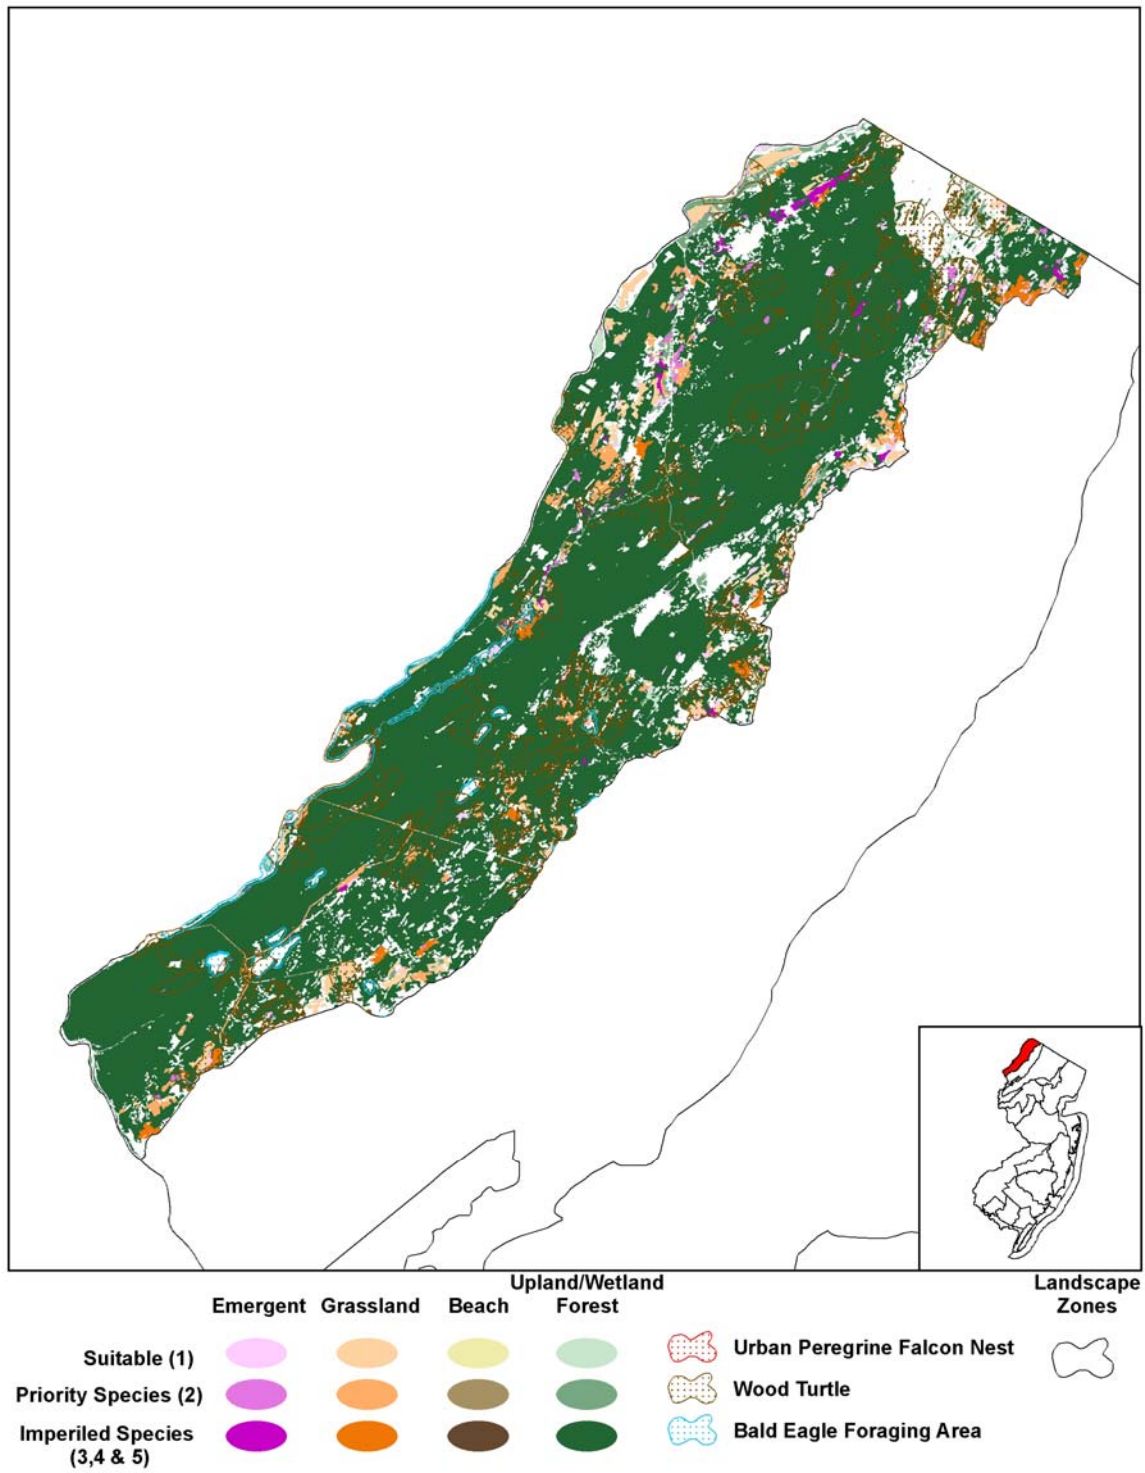 Upland/Wetland
Landscape
Emergent Grassland Beach Forest
Zones
Suitable (1)
Urban Peregrine Falcon Nest
Priority Species (2)
Wood Turtle
Imperiled Species
(3,4 & 5)
Bald Eagle Foraging Area